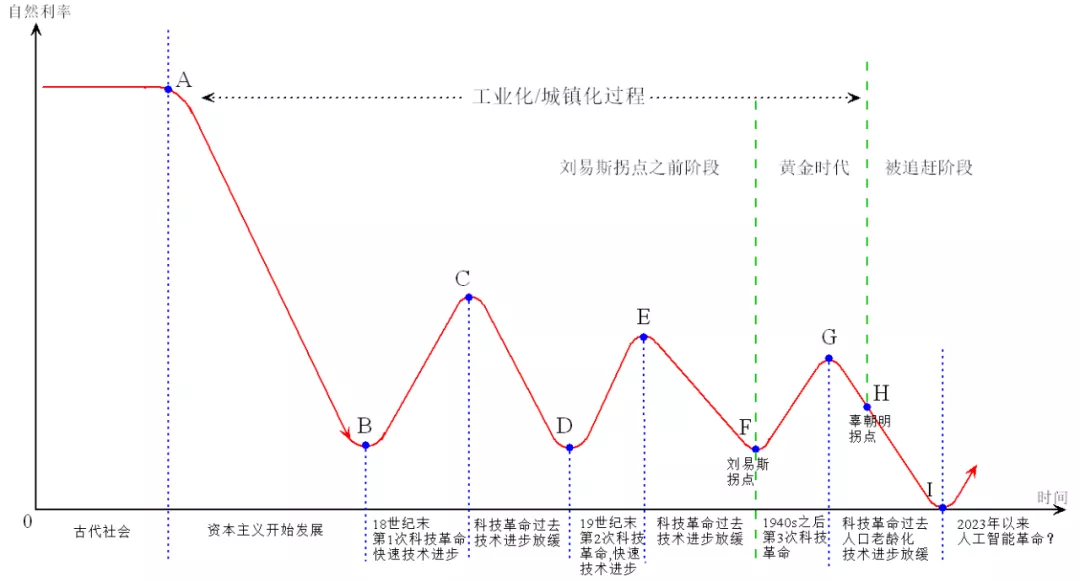 自然利率
A
工业化/城镇化过程
刘易斯拐点之前阶段
黄金时代
被追赶阶段
C
E
G
B
D
F
H
辜朝明
拐点
刘易斯
拐点
I
0
时间
古代社会
资本主义开始发展
18世纪末
第1次科技革命
快速技术进步
科技革命过去
技术进步放缓
19世纪末
第2次科技
革命,快速
技术进步
科技革命过去
技术进步放缓
1940s之后
第3次科技
革命
科技革命过去
人口老龄化
技术进步放缓
2023年以来
人工智能革命?